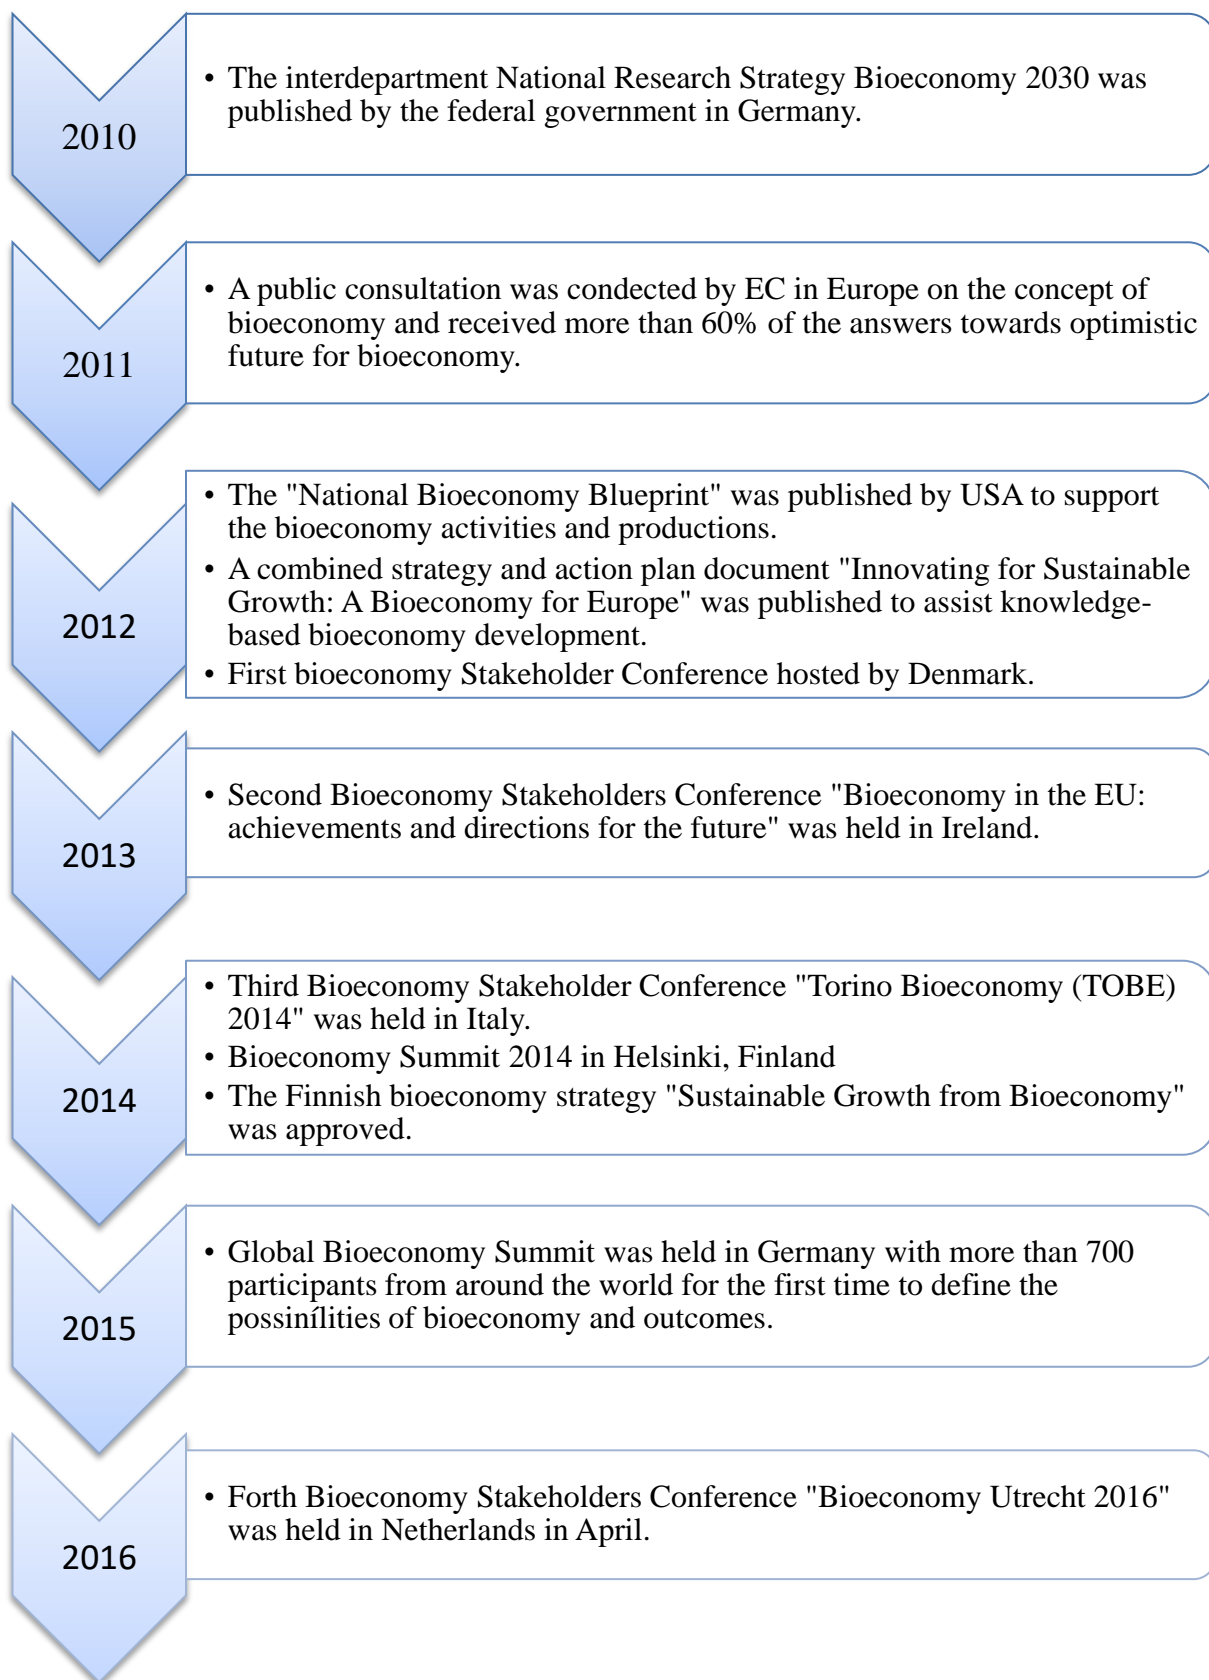 2010
• The interdepartment National Research Strategy Bioeconomy 2030 was
published by the federal government in Germany.
2011
• A public consultation was condected by EC in Europe on the concept of
bioeconomy and received more than 60% of the answers towards optimistic
future for bioeconomy.
2012
• The "National Bioeconomy Blueprint" was published by USA to support
the bioeconomy activities and productions.
• A combined strategy and action plan document "Innovating for Sustainable
Growth: A Bioeconomy for Europe" was published to assist knowledge-
based bioeconomy development.
• First bioeconomy Stakeholder Conference hosted by Denmark.
2013
• Second Bioeconomy Stakeholders Conference "Bioeconomy in the EU:
achievements and directions for the future" was held in Ireland.
2014
• Third Bioeconomy Stakeholder Conference "Torino Bioeconomy (TOBE)
2014" was held in Italy.
• Bioeconomy Summit 2014 in Helsinki, Finland
• The Finnish bioeconomy strategy "Sustainable Growth from Bioeconomy"
was approved.
2015
• Global Bioeconomy Summit was held in Germany with more than 700
participants from around the world for the first time to define the
possinílities of bioeconomy and outcomes.
2016
• Forth Bioeconomy Stakeholders Conference "Bioeconomy Utrecht 2016"
was held in Netherlands in April.